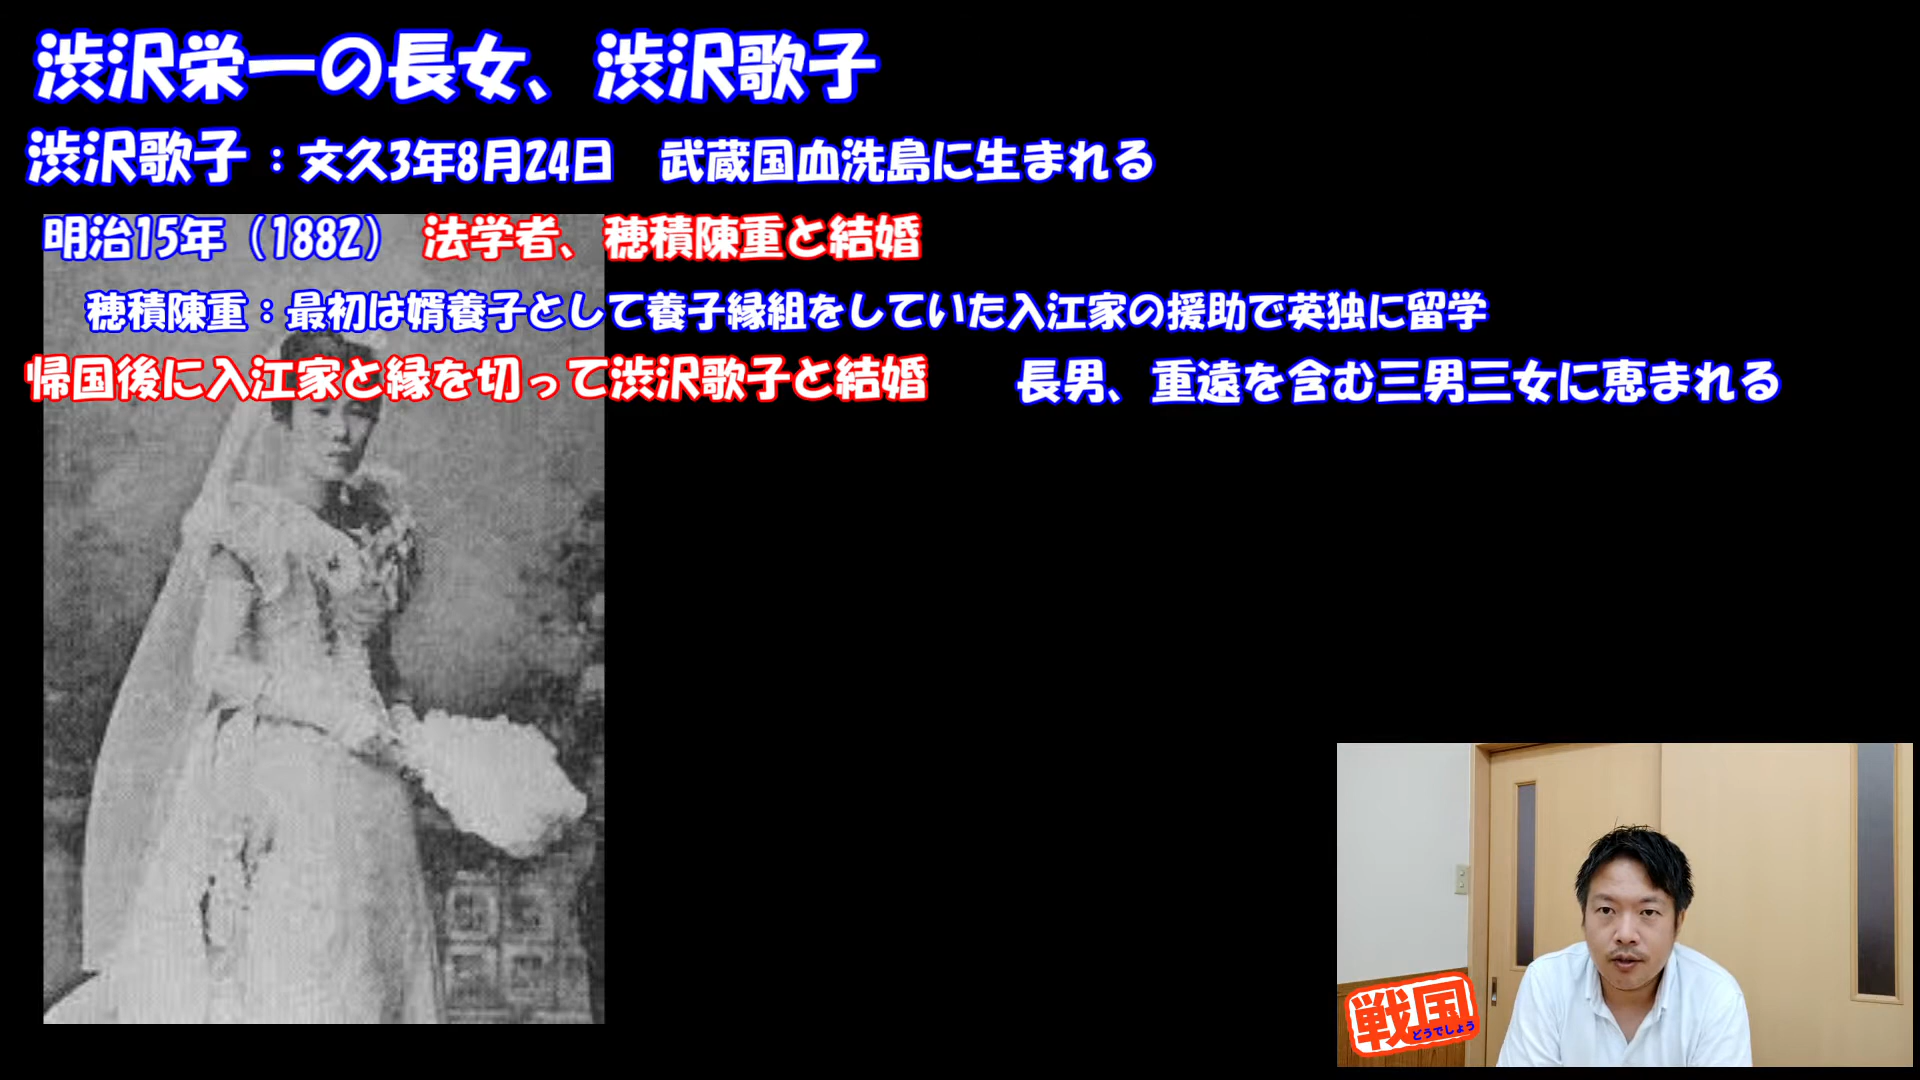 渋沢栄一の長女、渋沢歌子
渋沢歌子：文久3年8月24日　武蔵国血洗島に生まれる
明治15年（1882）　法学者、穂積陳重と結婚
穂積陳重：最初は婿養子として養子縁組をしていた入江家の援助で英独に留学
帰国後に入江家と縁を切って渋沢歌子と結婚　　長男、重遠を含む三男三女に恵まれる
戦国
どうでしょう